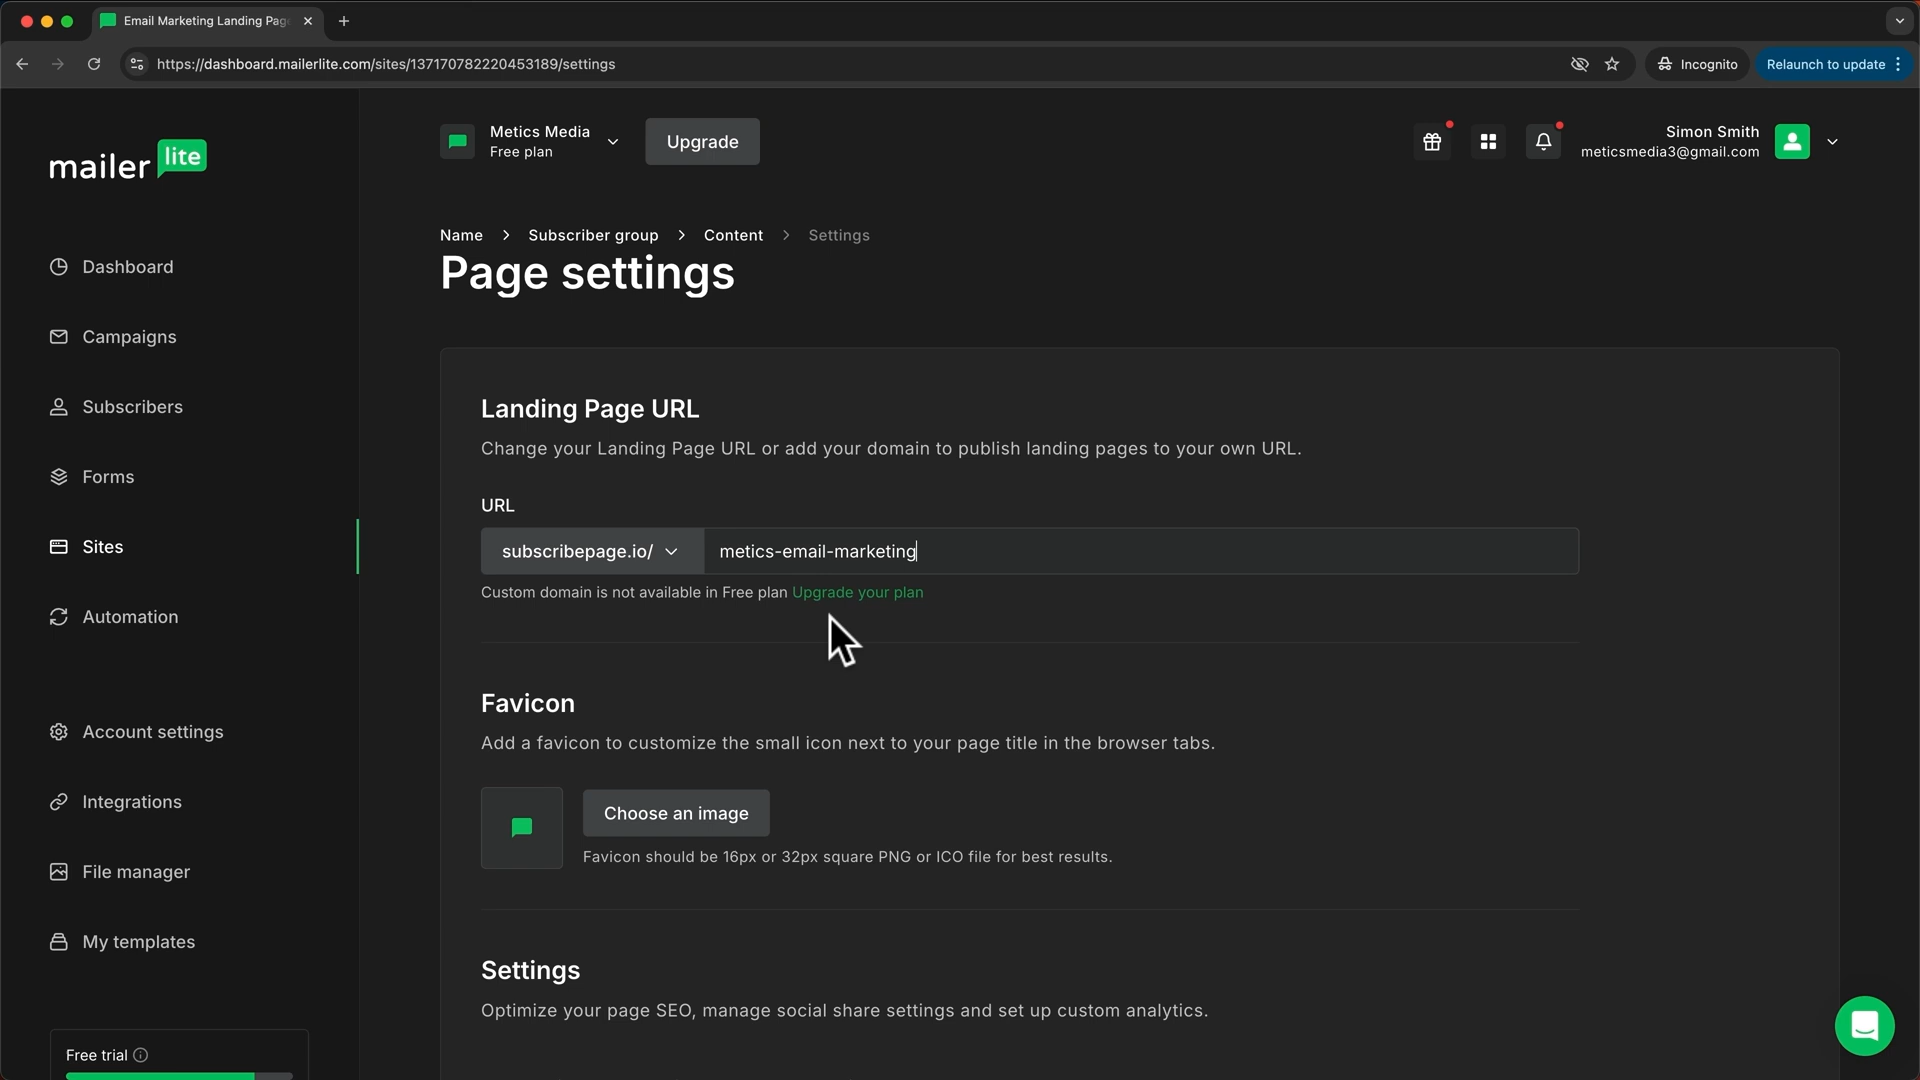 Email Marketing Landing Pag
https://dashboard.mailerlite.com/sites/137170782220453189/settings
Incognito
Relaunch to update
mailer lite
Metics Media
Free plan
Upgrade
Simon Smith
meticsmedia3@gmail.com
Dashboard
Campaigns
Subscribers
Forms
Sites
Automation
Account settings
Integrations
File manager
My templates
Free trial
Name > Subscriber group > Content > Settings
Page settings
Landing Page URL
Change your Landing Page URL or add your domain to publish landing pages to your own URL.
URL
subscribepage.io/ metics-email-marketing
Custom domain is not available in Free plan Upgrade your plan
Favicon
Add a favicon to customize the small icon next to your page title in the browser tabs.
Choose an image
Favicon should be 16px or 32px square PNG or ICO file for best results.
Settings
Optimize your page SEO, manage social share settings and set up custom analytics.